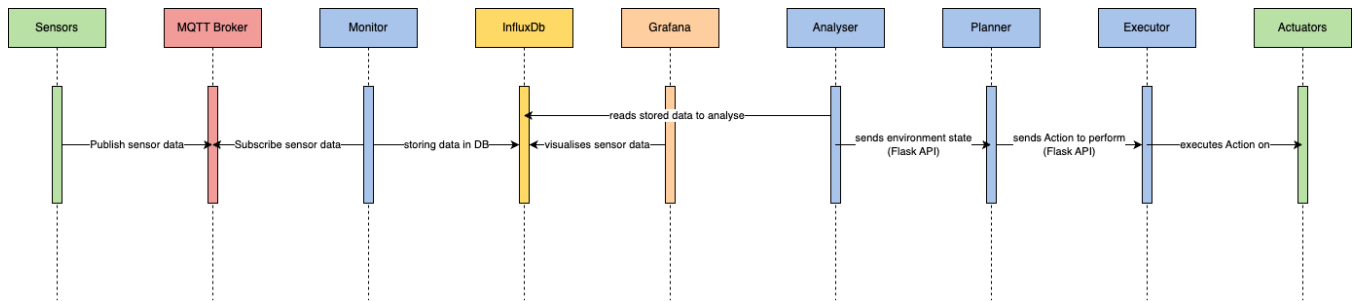 Sensors
MQTT Broker
Monitor
InfluxDb
Grafana
Analyser
Planner
Executor
Actuators
reads stored data to analyse
Publish sensor data
Subscribe sensor data
storing data in DB
visualises sensor data
sends environment state
(Flask API)
sends Action to perform
(Flask API)
executes Action on